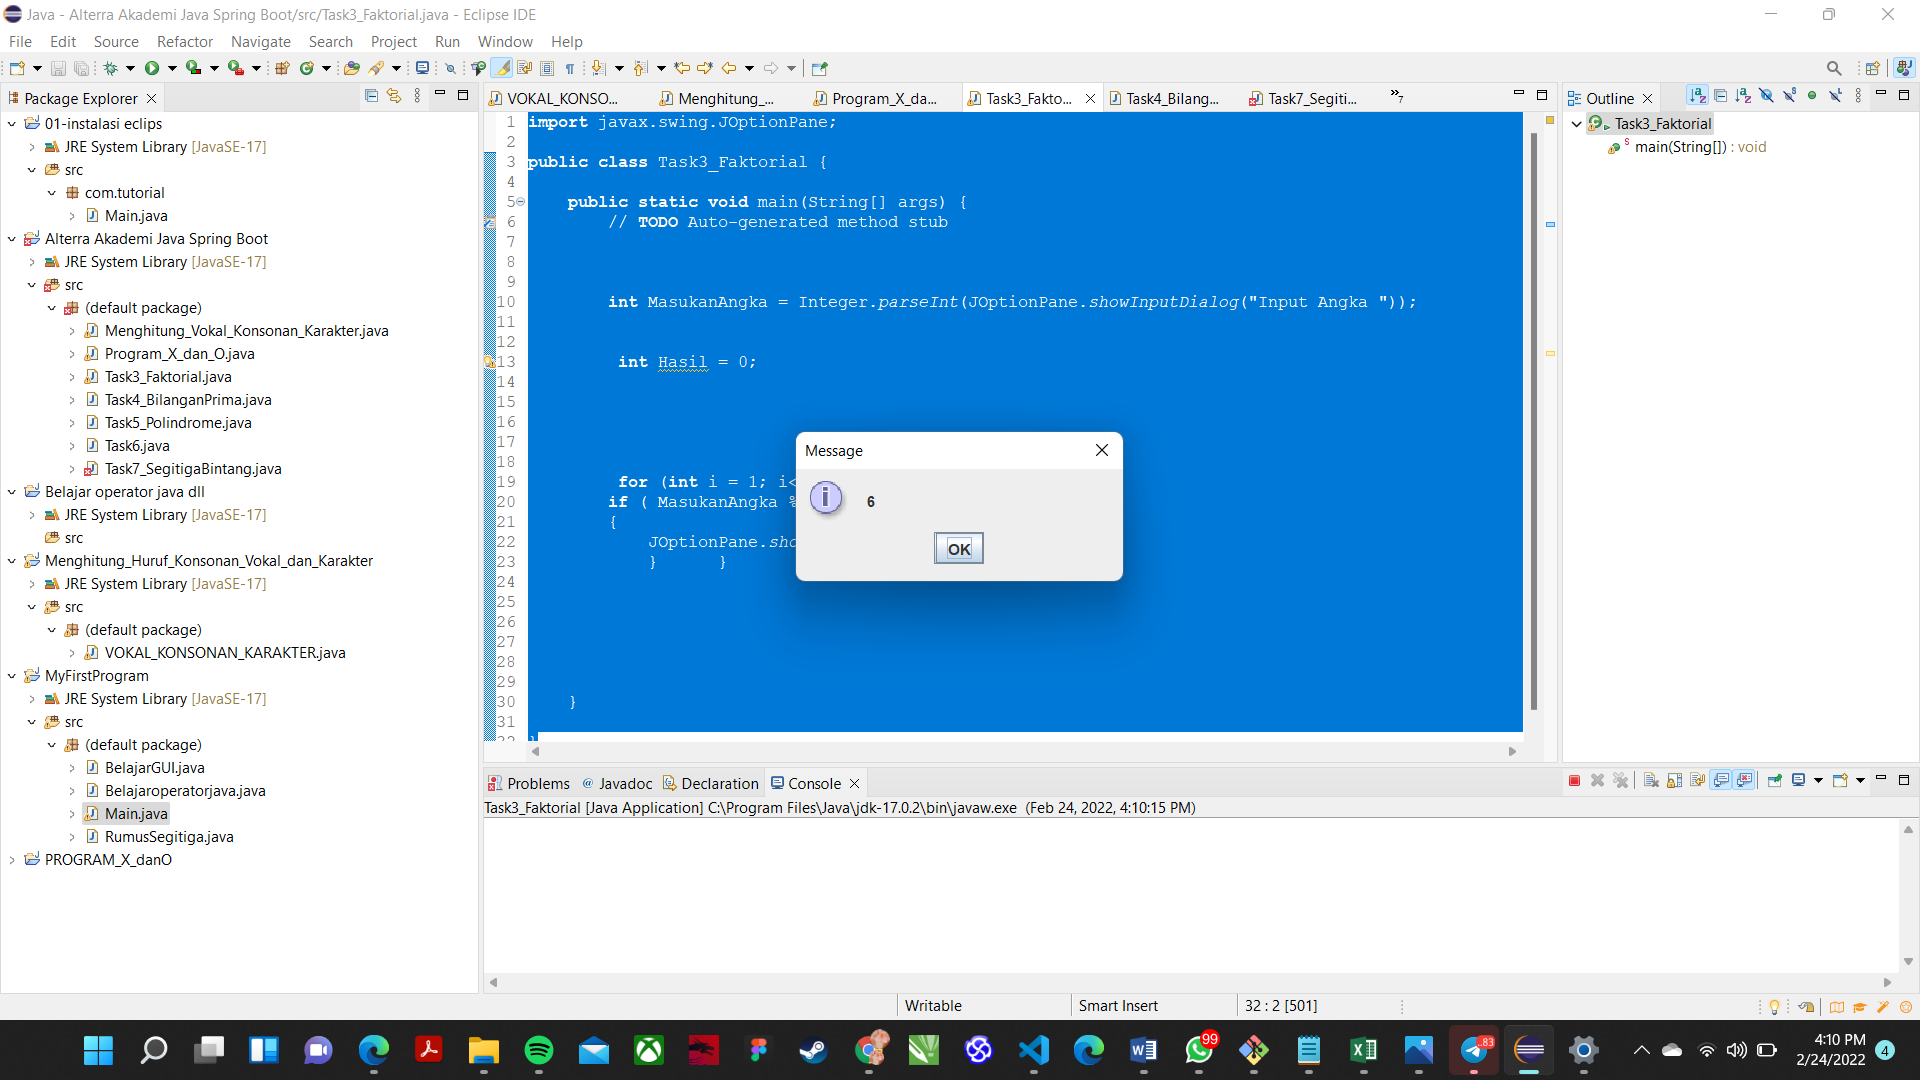 Java - Alterra Akademi Java Spring Boot/src/Task3_Faktorial.java - Eclipse IDE
File Edit Source Refactor Navigate Search Project Run Window Help
Package Explorer
01-instalasi eclips
JRE System Library [JavaSE-17]
src
com.tutorial
Main.java
Alterra Akademi Java Spring Boot
JRE System Library [JavaSE-17]
src
(default package)
Menghitung_Vokal_Konsonan_Karakter.java
Program_X_dan_O.java
Task3_Faktorial.java
Task4_BilanganPrima.java
Task5_Polindrome.java
Task6.java
Task7_SegitigaBintang.java
Belajar operator java dll
JRE System Library [JavaSE-17]
src
Menghitung_Huruf_Konsonan_Vokal_dan_Karakter
JRE System Library [JavaSE-17]
src
(default package)
VOKAL_KONSONAN_KARAKTER.java
MyFirstProgram
JRE System Library [JavaSE-17]
src
(default package)
BelajarGUI.java
Belajaroperatorjava.java
Main.java
RumusSegitiga.java
PROGRAM_X_danO
VOKAL_KONSO... Menghitung_... Program_X_da... Task3_Fakto... Task4_Bilang... Task7_Segiti... »7
1 import javax.swing.JOptionPane;
2
3 public class Task3_Faktorial {
4
5 public static void main(String[] args) {
6 // TODO Auto-generated method stub
7
8
9
10 int MasukanAngka = Integer.parseInt(JOptionPane.showInputDialog("Input Angka "));
11
12
13 int Hasil = 0;
14
15
16
17
18
19 for (int i = 1; i<
20 if ( MasukanAngka %
21 {
22 JOptionPane.sho
23 } }
24
25
26
27
28
29
30 }
31
32 }
Message
6
OK
Outline
Task3_Faktorial
main(String[]) : void
Problems @ Javadoc Declaration Console
Task3_Faktorial [Java Application] C:\Program Files\Java\jdk-17.0.2\bin\javaw.exe (Feb 24, 2022, 4:10:15 PM)
Writable Smart Insert 32 : 2 [501]
99
83
4:10 PM
2/24/2022
4